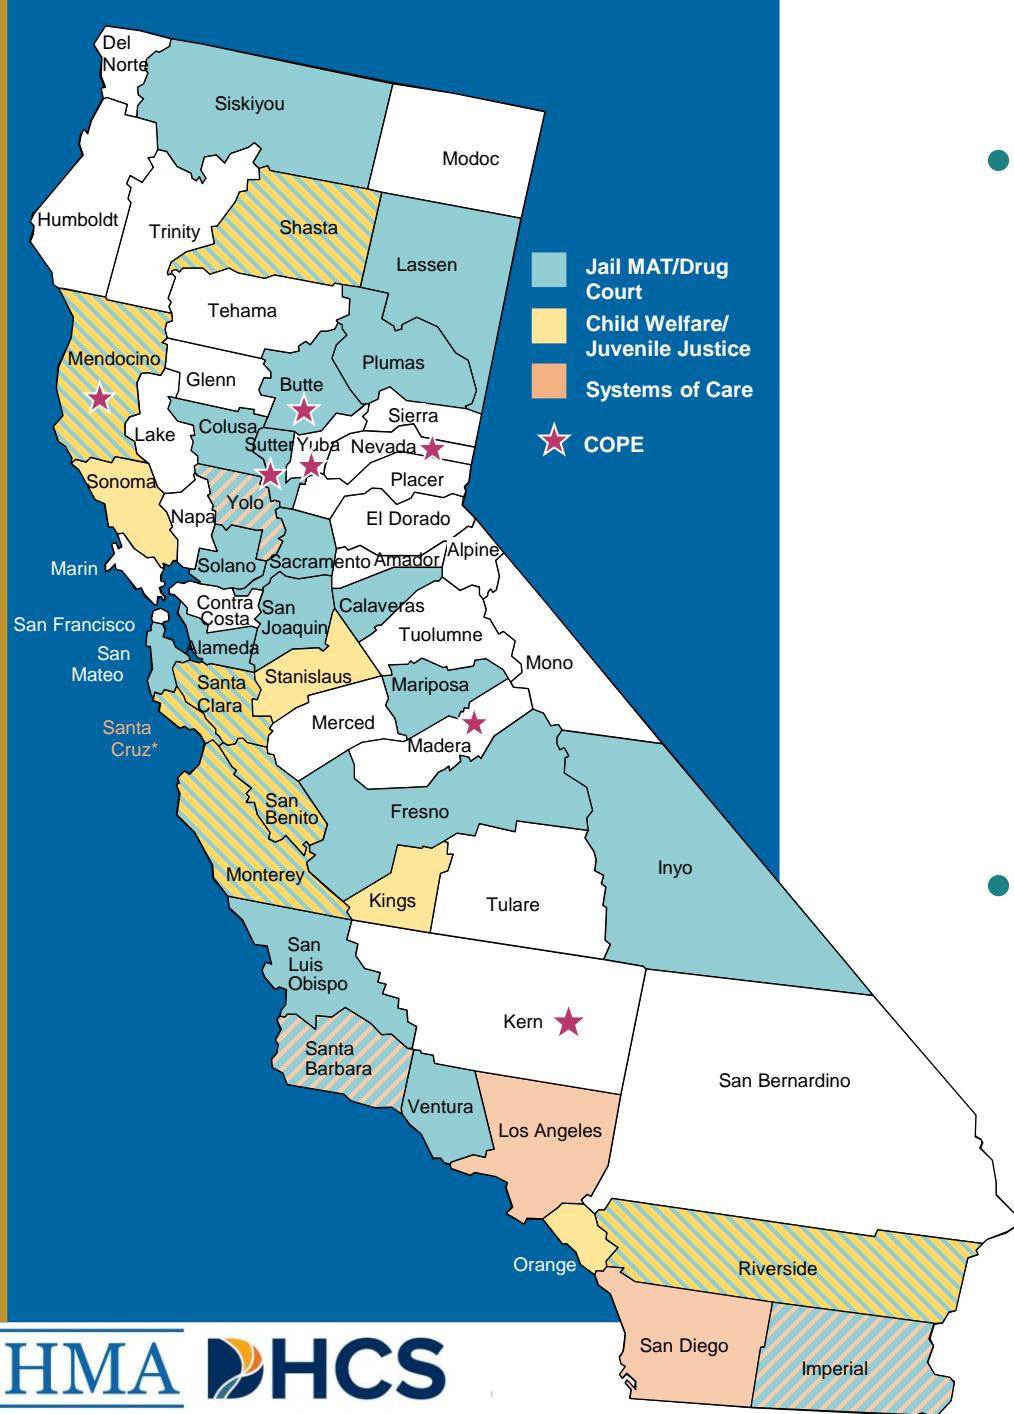 Del
Norte
Siskiyou
Modoc
Humboldt
Trinity
Shasta
Lassen
Jail MAT/Drug
Court
Child Welfare/
Juvenile Justice
Systems of Care
COPE
Tehama
Mendocino
Glenn
Butte
Plumas
Lake
Colusa
Sutter
Yuba
Sierra
Nevada
Placer
Sonoma
Napa
Yolo
El Dorado
Marin
Solano
Sacramento
Amador
Alpine
San Francisco
Contra
Costa
San
Joaquin
Calaveras
Tuolumne
Mono
San
Mateo
Alameda
Santa
Clara
Stanislaus
Mariposa
Santa
Cruz*
Merced
Madera
San
Benito
Fresno
Inyo
Monterey
Kings
Tulare
San
Luis
Obispo
Kern
Santa
Barbara
Ventura
Los Angeles
San Bernardino
Orange
Riverside
San Diego
Imperial
HMA
DHCS